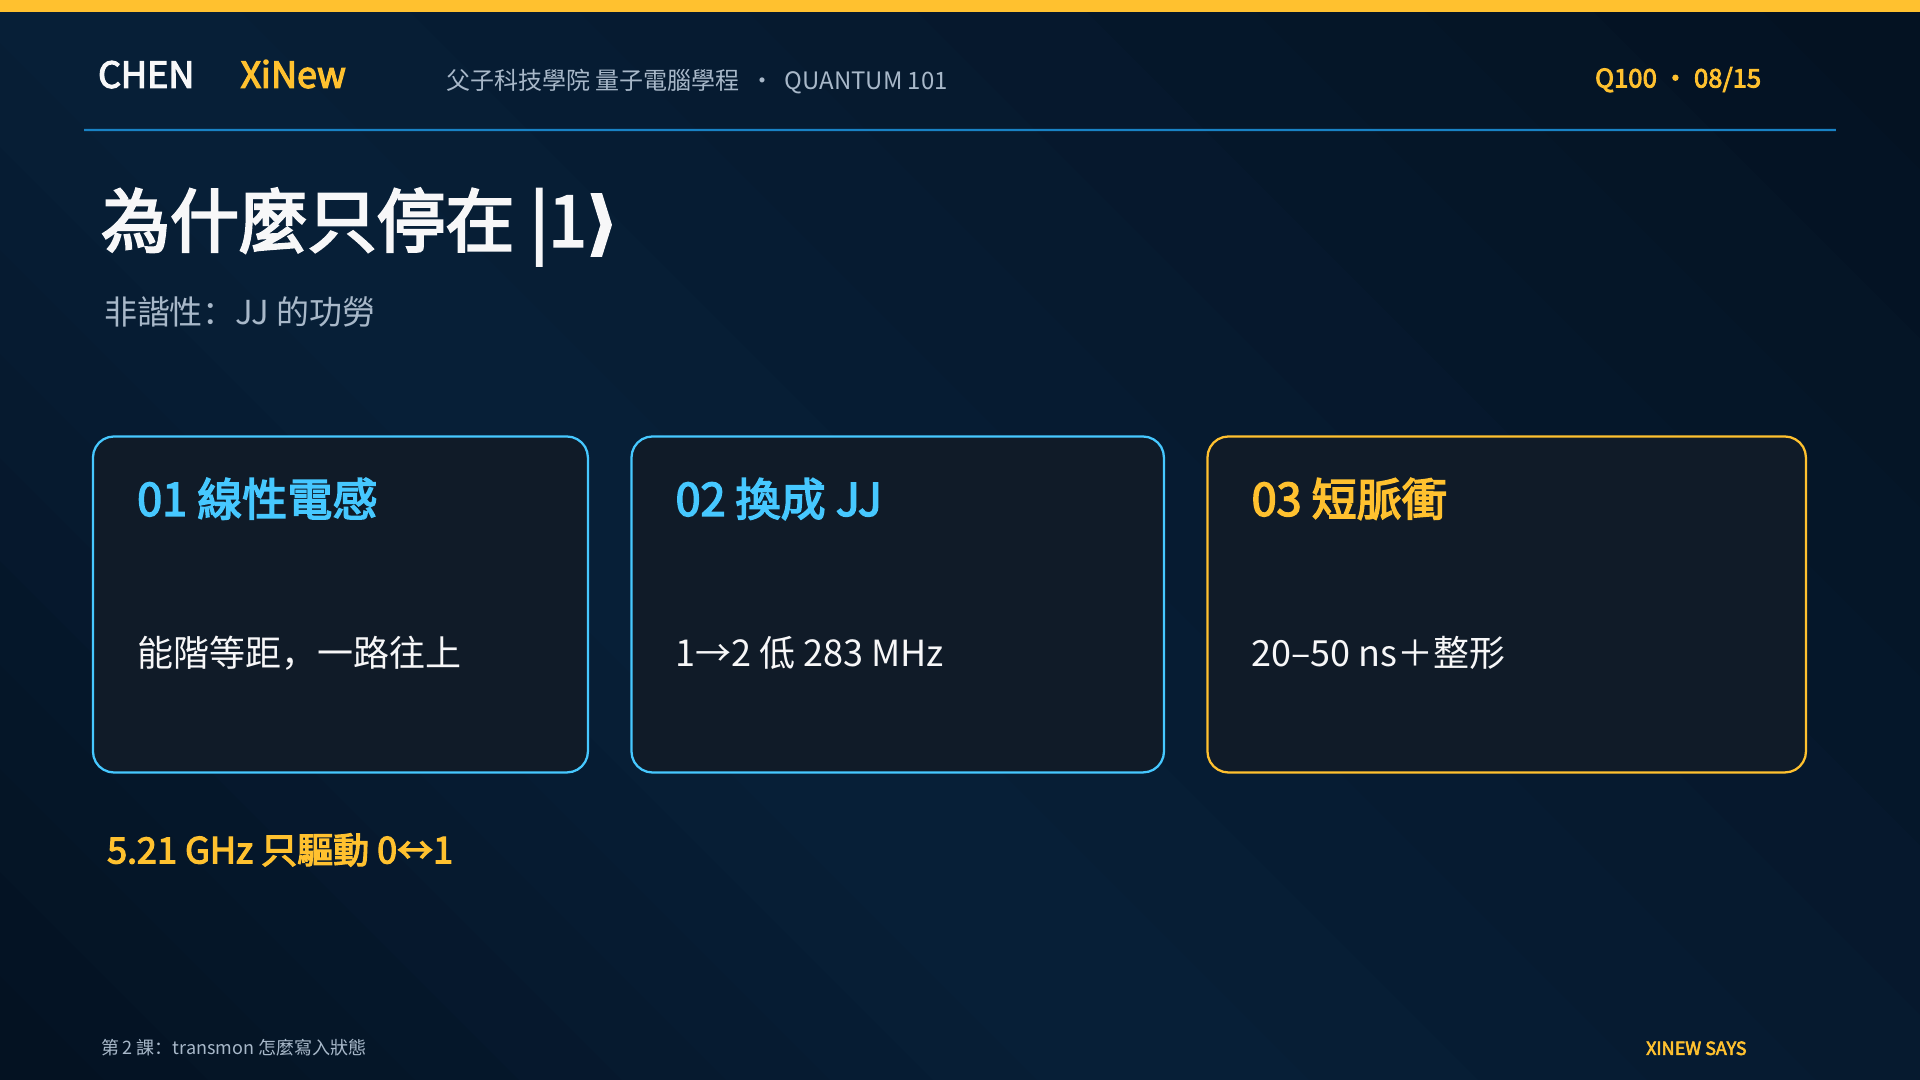 CHEN XiNew 父子科技學院 量子電腦學程 · QUANTUM 101 Q100 · 08/15
為什麼只停在 |1⟩
非諧性：JJ 的功勞
01 線性電感
能階等距，一路往上
02 換成 JJ
1→2 低 283 MHz
03 短脈衝
20–50 ns＋整形
5.21 GHz 只驅動 0↔1
第 2 課：transmon 怎麼寫入狀態
XINEW SAYS